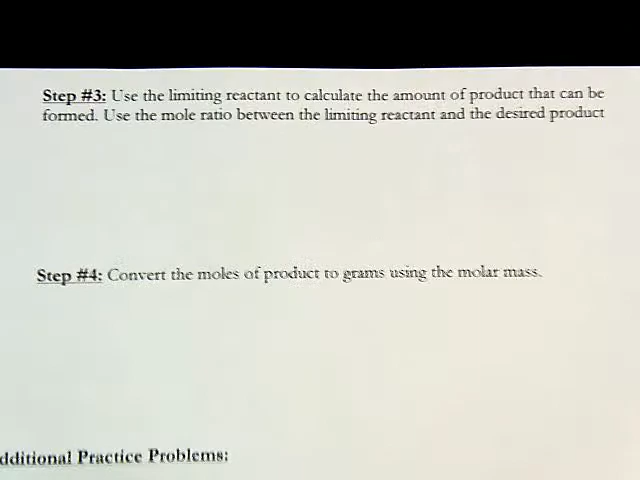 Step #3: Use the limiting reactant to calculate the amount of product that can be
formed. Use the mole ratio between the limiting reactant and the desired product
Step #4: Convert the moles of product to grams using the molar mass.
dditional Practice Problems: